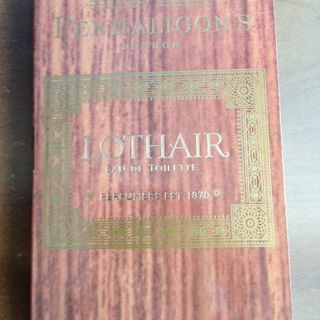 PENHALIGON'S
LONDON
LOTHAIR
EAU DE TOILETTE
PERFUMERS EST. 1870